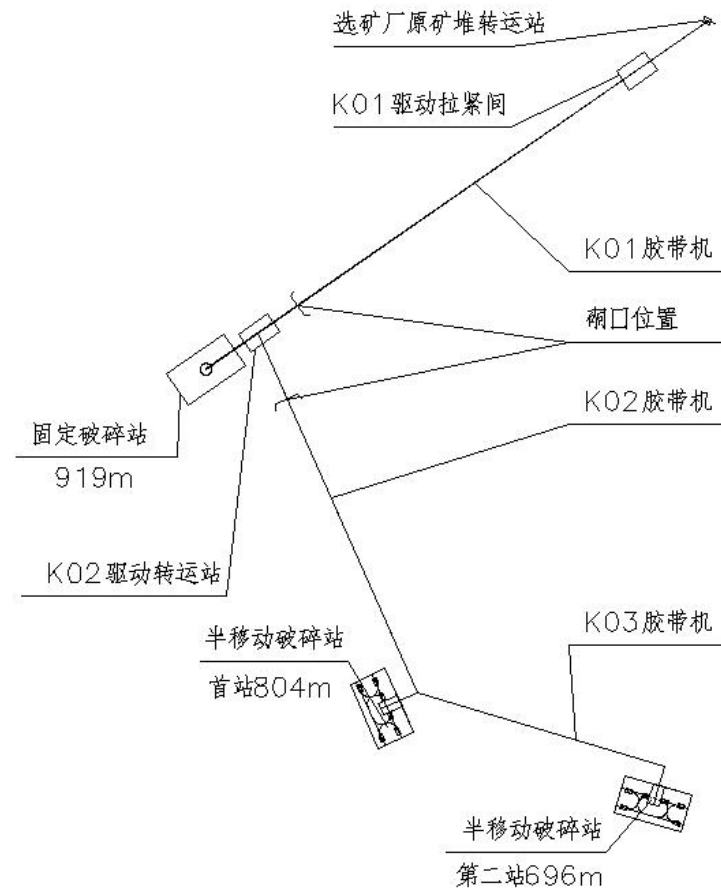 选矿厂原矿堆转运站
K01驱动拉紧间
K01胶带机
硐口位置
K02胶带机
固定破碎站
919m
K02驱动转运站
K03胶带机
半移动破碎站
首站804m
半移动破碎站
第二站696m